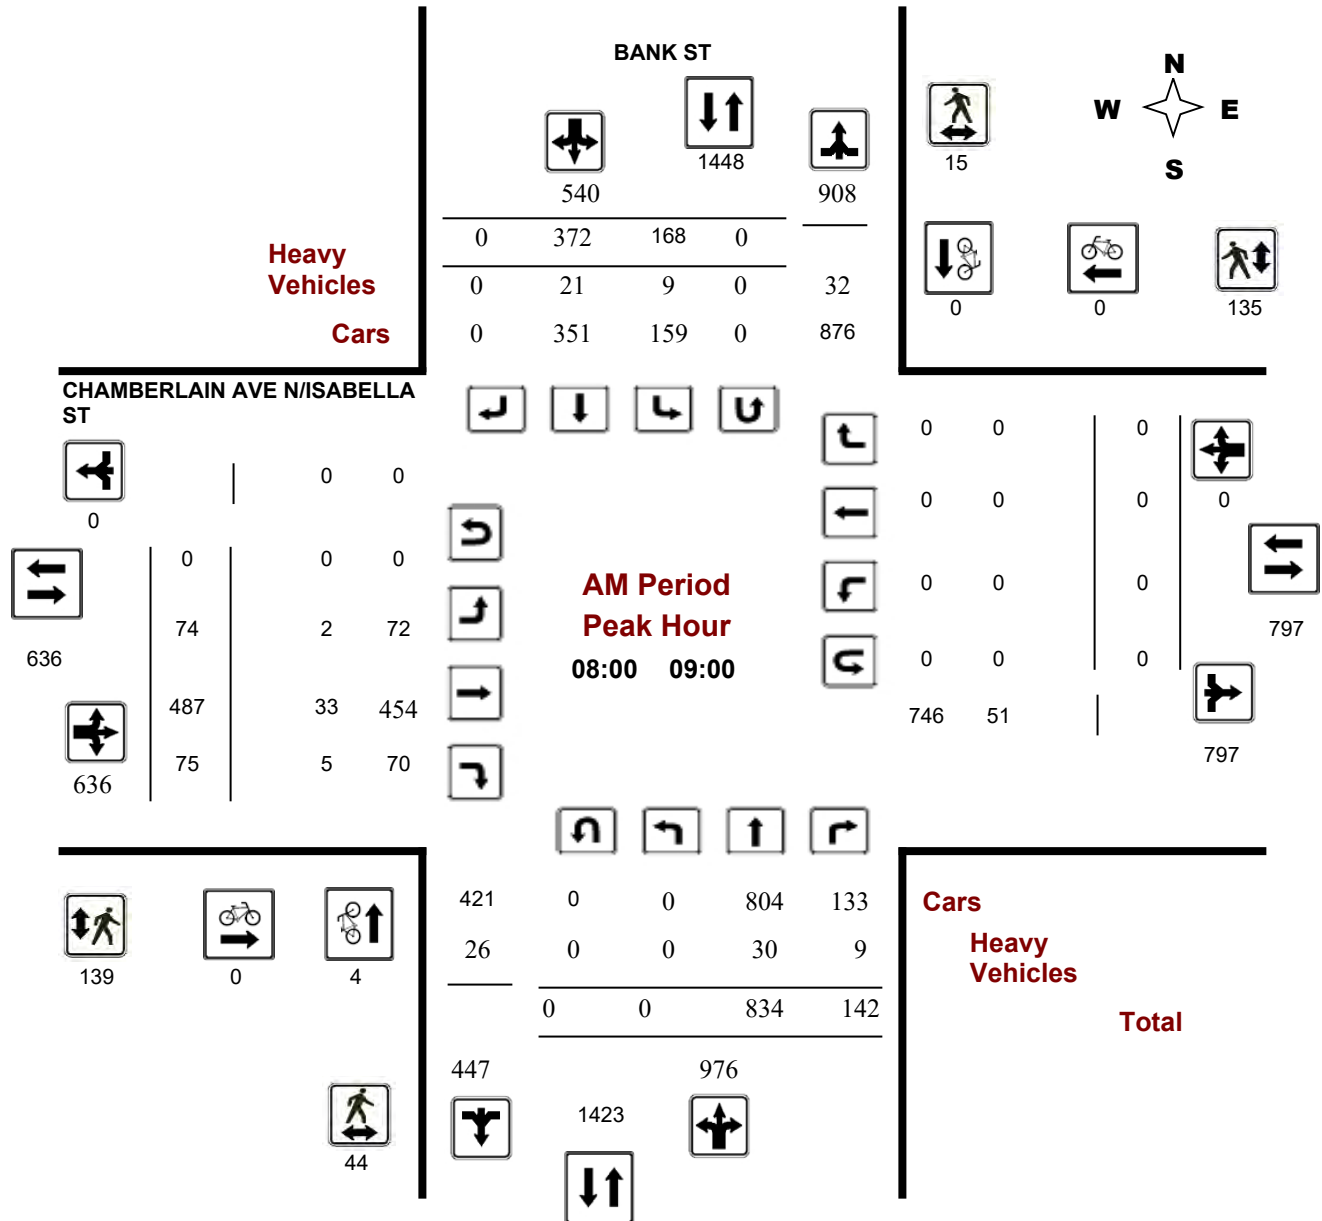 BANK ST
N
W E
S
1448
15
540 908
0 372 168 0
Heavy
Vehicles
0 21 9 0 32
0 0 135
Cars
0 351 159 0 876
CHAMBERLAIN AVE N/ISABELLA
ST
0 0 0
0 0
0
0 0 0
0
0 0 0
AM Period
0 0 0
74 2 72
Peak Hour
797
636
08:00 09:00
0 0 0
487 33 454
746 51
75 5 70
797
636
421 0 0 804 133
Cars
26 0 0 30 9
Heavy
Vehicles
139 0 4
0 0 834 142
Total
447 976
1423
44